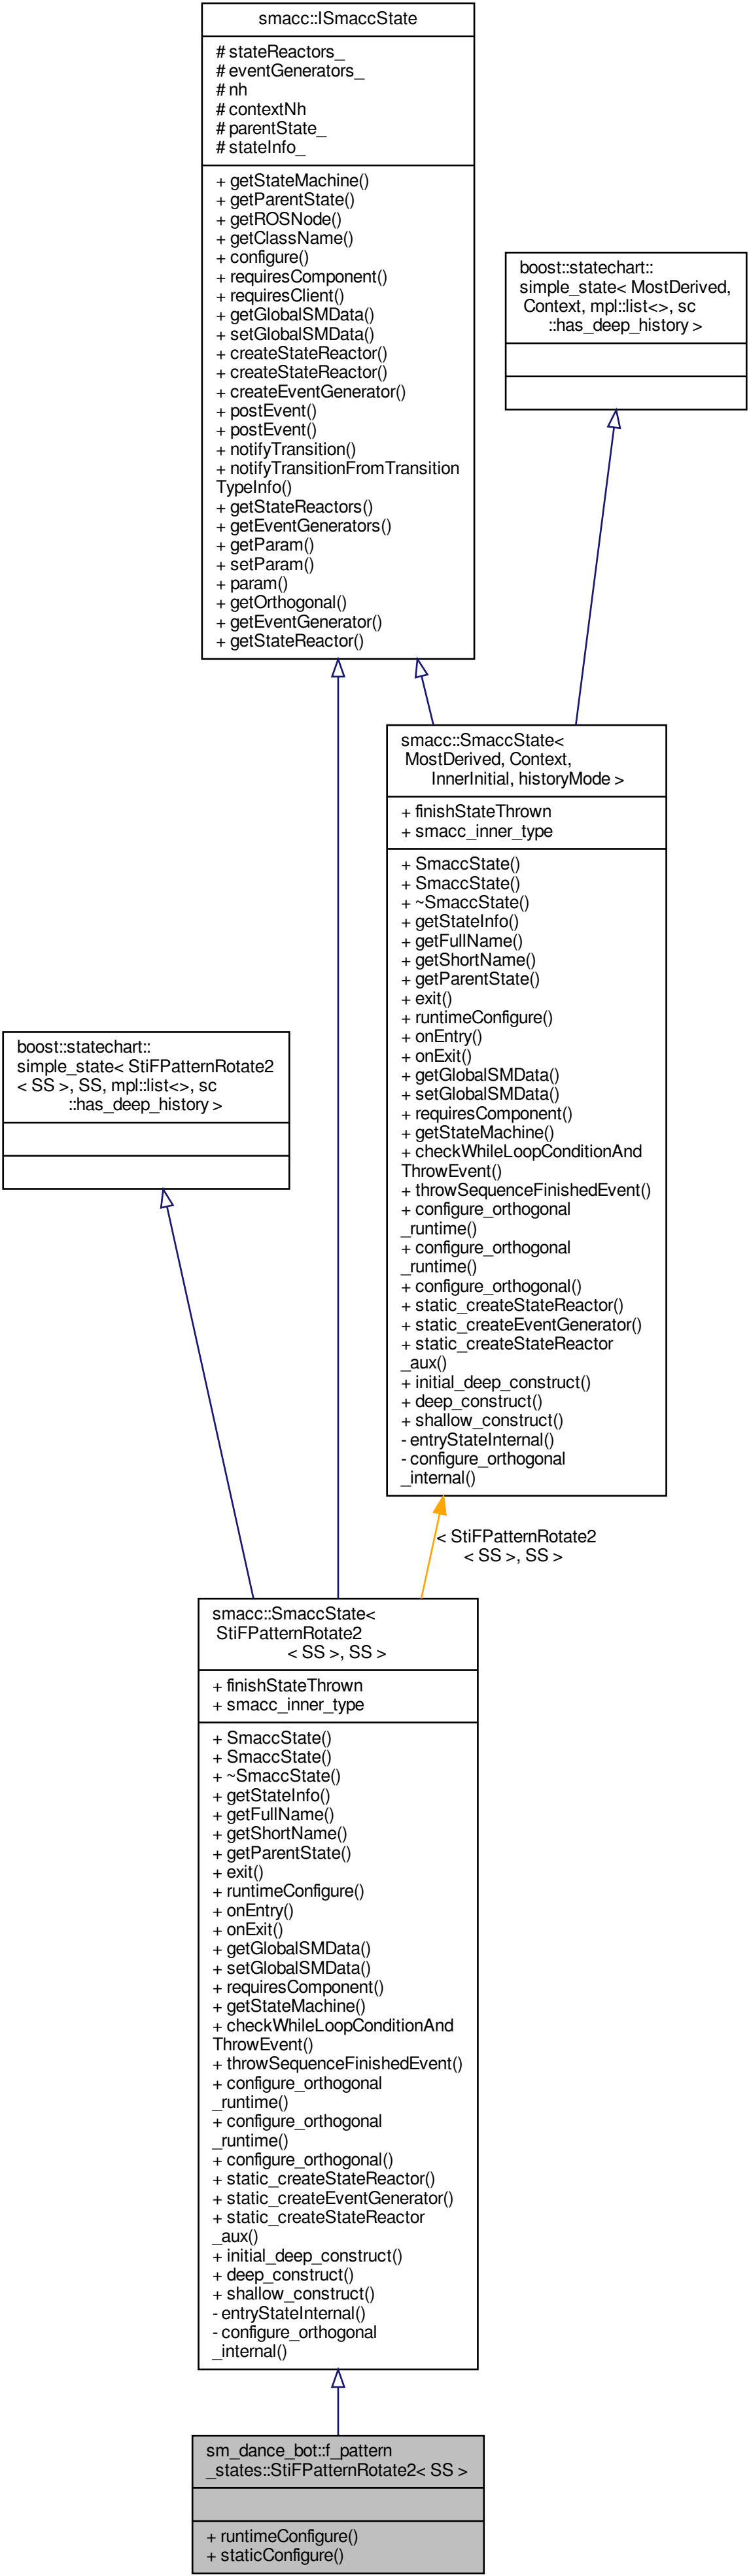 smacc::ISmaccState
# stateReactors_
# eventGenerators_
# nh
# contextNh
# parentState_
# stateInfo_
+ getStateMachine()
+ getParentState()
+ getROSNode()
+ getClassName()
+ configure()
+ requiresComponent()
+ requiresClient()
+ getGlobalSMData()
+ setGlobalSMData()
+ createStateReactor()
+ createStateReactor()
+ createEventGenerator()
+ postEvent()
+ postEvent()
+ notifyTransition()
+ notifyTransitionFromTransition
TypeInfo()
+ getStateReactors()
+ getEventGenerators()
+ getParam()
+ setParam()
+ param()
+ getOrthogonal()
+ getEventGenerator()
+ getStateReactor()
boost::statechart::
simple_state< MostDerived,
Context, mpl::list<>, sc
::has_deep_history >
smacc::SmaccState<
MostDerived, Context,
InnerInitial, historyMode >
+ finishStateThrown
+ smacc_inner_type
+ SmaccState()
+ SmaccState()
+ ~SmaccState()
+ getStateInfo()
+ getFullName()
+ getShortName()
+ getParentState()
+ exit()
+ runtimeConfigure()
+ onEntry()
+ onExit()
+ getGlobalSMData()
+ setGlobalSMData()
+ requiresComponent()
+ getStateMachine()
+ checkWhileLoopConditionAnd
ThrowEvent()
+ throwSequenceFinishedEvent()
+ configure_orthogonal
_runtime()
+ configure_orthogonal
_runtime()
+ configure_orthogonal()
+ static_createStateReactor()
+ static_createEventGenerator()
+ static_createStateReactor
_aux()
+ initial_deep_construct()
+ deep_construct()
+ shallow_construct()
- entryStateInternal()
- configure_orthogonal
_internal()
boost::statechart::
simple_state< StiFPatternRotate2
< SS >, SS, mpl::list<>, sc
::has_deep_history >
< StiFPatternRotate2
< SS >, SS >
smacc::SmaccState<
StiFPatternRotate2
< SS >, SS >
+ finishStateThrown
+ smacc_inner_type
+ SmaccState()
+ SmaccState()
+ ~SmaccState()
+ getStateInfo()
+ getFullName()
+ getShortName()
+ getParentState()
+ exit()
+ runtimeConfigure()
+ onEntry()
+ onExit()
+ getGlobalSMData()
+ setGlobalSMData()
+ requiresComponent()
+ getStateMachine()
+ checkWhileLoopConditionAnd
ThrowEvent()
+ throwSequenceFinishedEvent()
+ configure_orthogonal
_runtime()
+ configure_orthogonal
_runtime()
+ configure_orthogonal()
+ static_createStateReactor()
+ static_createEventGenerator()
+ static_createStateReactor
_aux()
+ initial_deep_construct()
+ deep_construct()
+ shallow_construct()
- entryStateInternal()
- configure_orthogonal
_internal()
sm_dance_bot::f_pattern
_states::StiFPatternRotate2< SS >
+ runtimeConfigure()
+ staticConfigure()